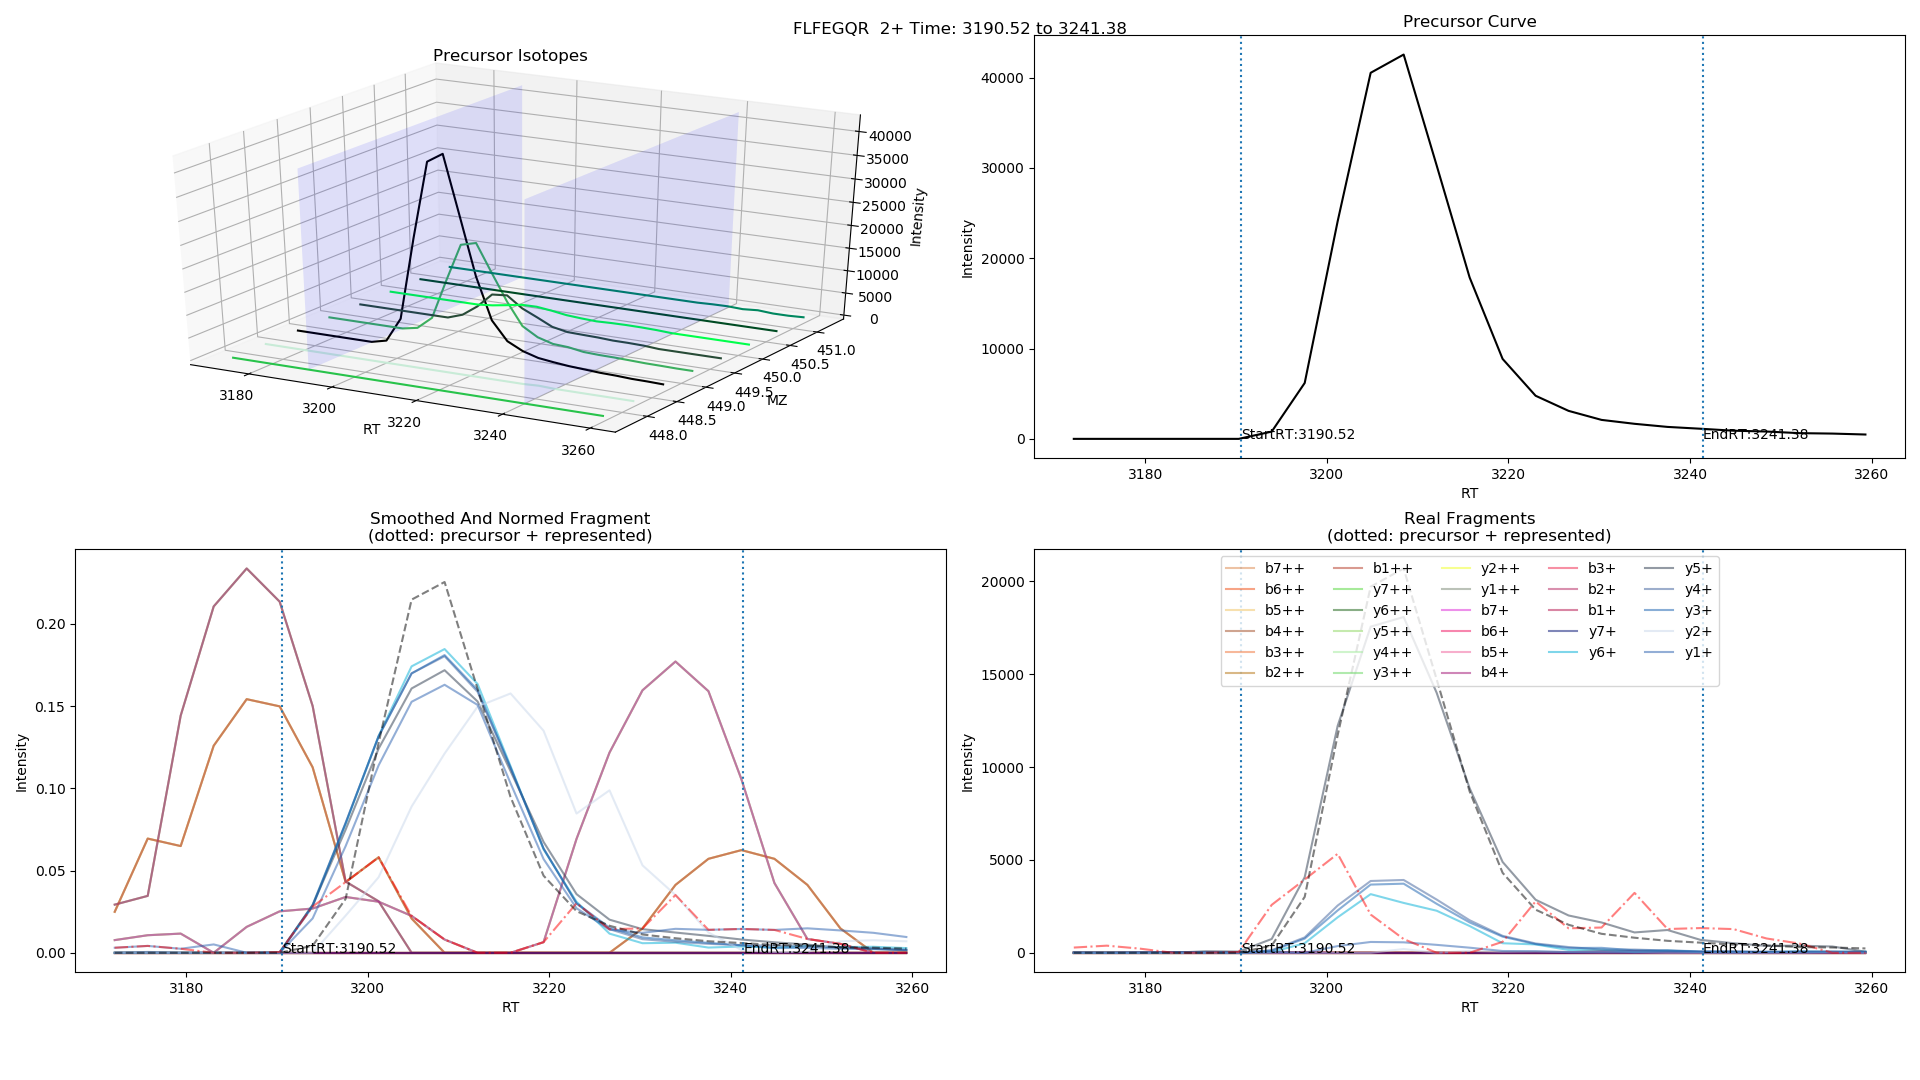 FLFEGQR  2+ Time: 3190.52 to 3241.38
Precursor Isotopes
40000
35000
30000
25000
20000
15000
10000
5000
0
Intensity
3180
3200
3220
3240
3260
RT
448.0
448.5
449.0
449.5
450.0
450.5
451.0
MZ
Precursor Curve
40000
30000
20000
10000
0
Intensity
StartRT:3190.52
EndRT:3241.38
3180 3200 3220 3240 3260
RT
Smoothed And Normed Fragment
(dotted: precursor + represented)
0.20
0.15
0.10
0.05
0.00
Intensity
StartRT:3190.52
EndRT:3241.38
3180 3200 3220 3240 3260
RT
Real Fragments
(dotted: precursor + represented)
20000
15000
10000
5000
0
Intensity
b7++ b1++ y2++ b3+ y5+
b6++ y7++ y1++ b2+ y4+
b5++ y6++ b7+ b1+ y3+
b4++ y5++ b6+ y7+ y2+
b3++ y4++ b5+ y6+ y1+
b2++ y3++ b4+
StartRT:3190.52
EndRT:3241.38
3180 3200 3220 3240 3260
RT